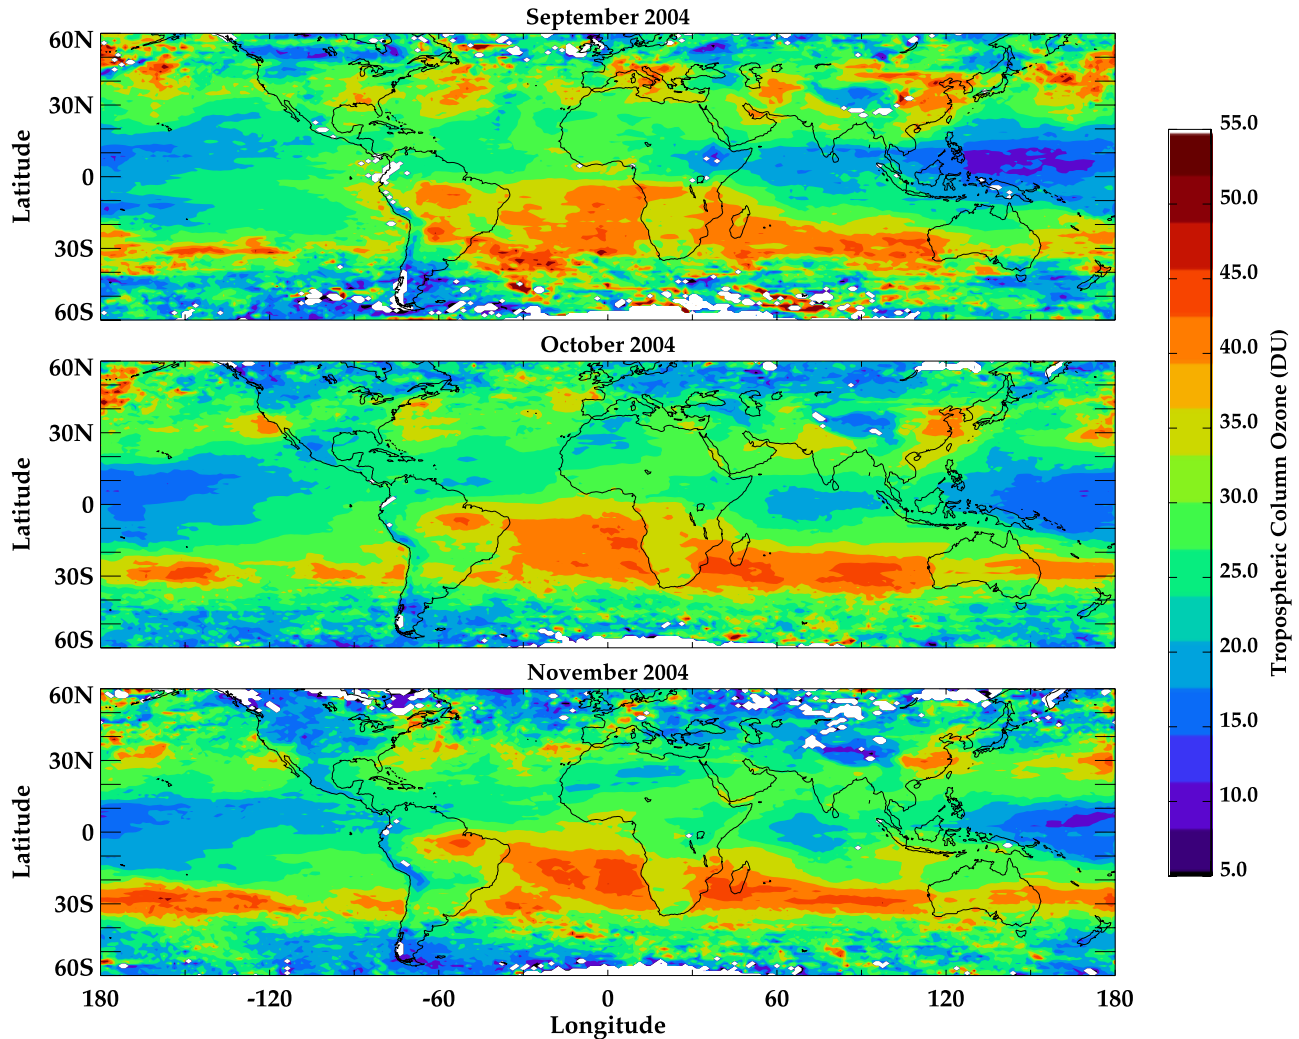 September 2004
60N
30N
0
30S
60S
Latitude
October 2004
60N
30N
0
30S
60S
Latitude
November 2004
60N
30N
0
30S
60S
Latitude
180
-120
-60
0
60
120
180
Longitude
55.0
50.0
45.0
40.0
35.0
30.0
25.0
20.0
15.0
10.0
5.0
Tropospheric Column Ozone (DU)